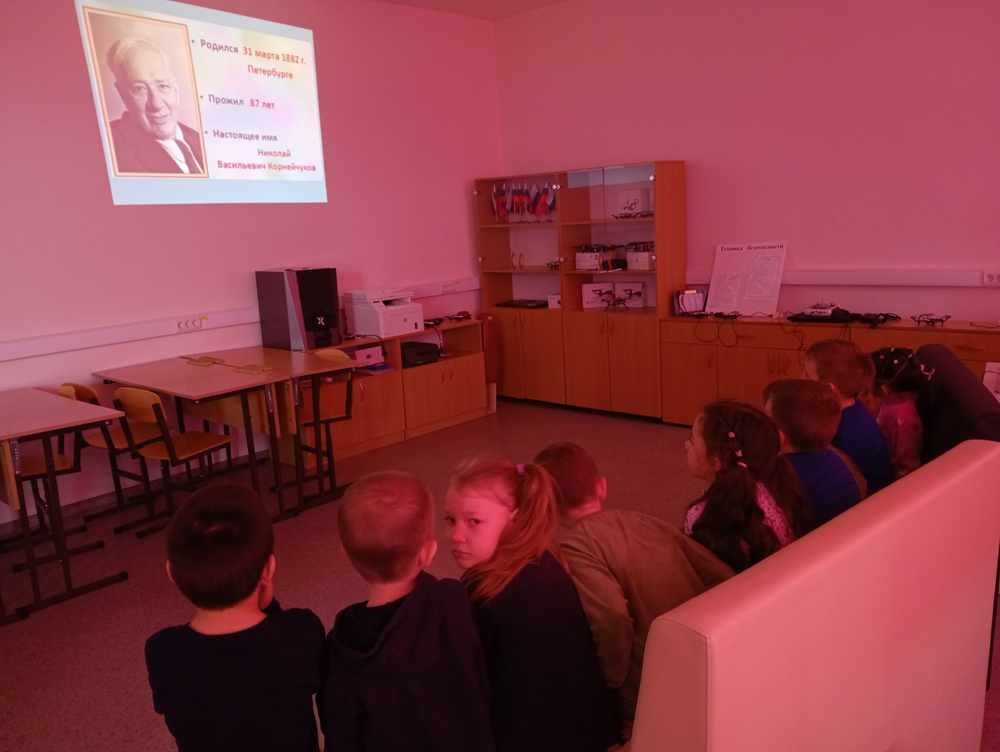 Родился 31 марта 1882 г.
Петербурге
Прожил 87 лет
Настоящее имя
Николай
Васильевич Корнейчуков
Техника безопасности